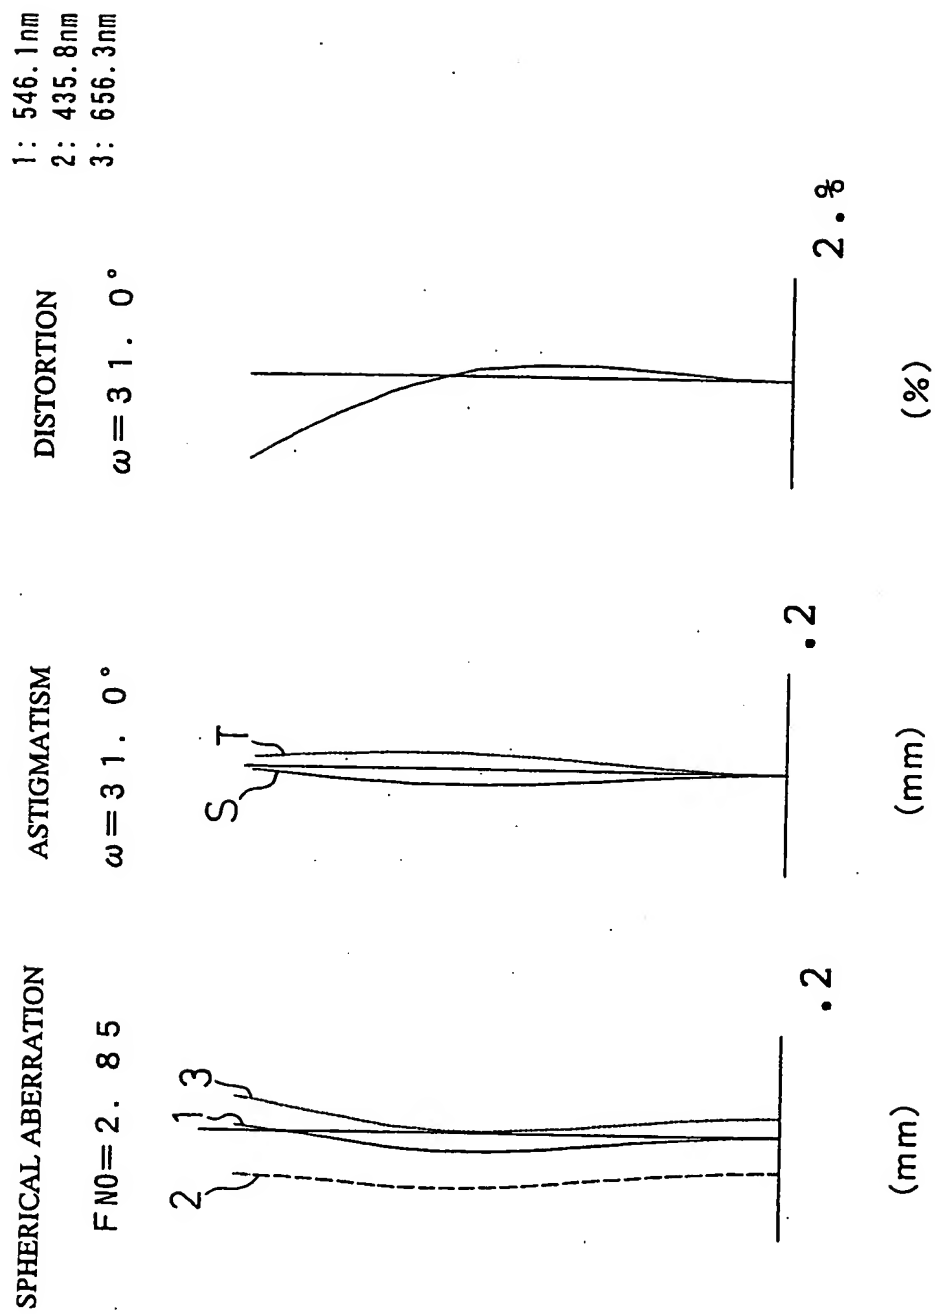 1: 546.1nm
2: 435.8nm
3: 656.3nm
SPHERICAL ABERRATION
FNO=2. 85
1
2
3
.2
(mm)
ASTIGMATISM
ω=31. 0°
S
T
.2
(mm)
DISTORTION
ω=31. 0°
2.%
(%)